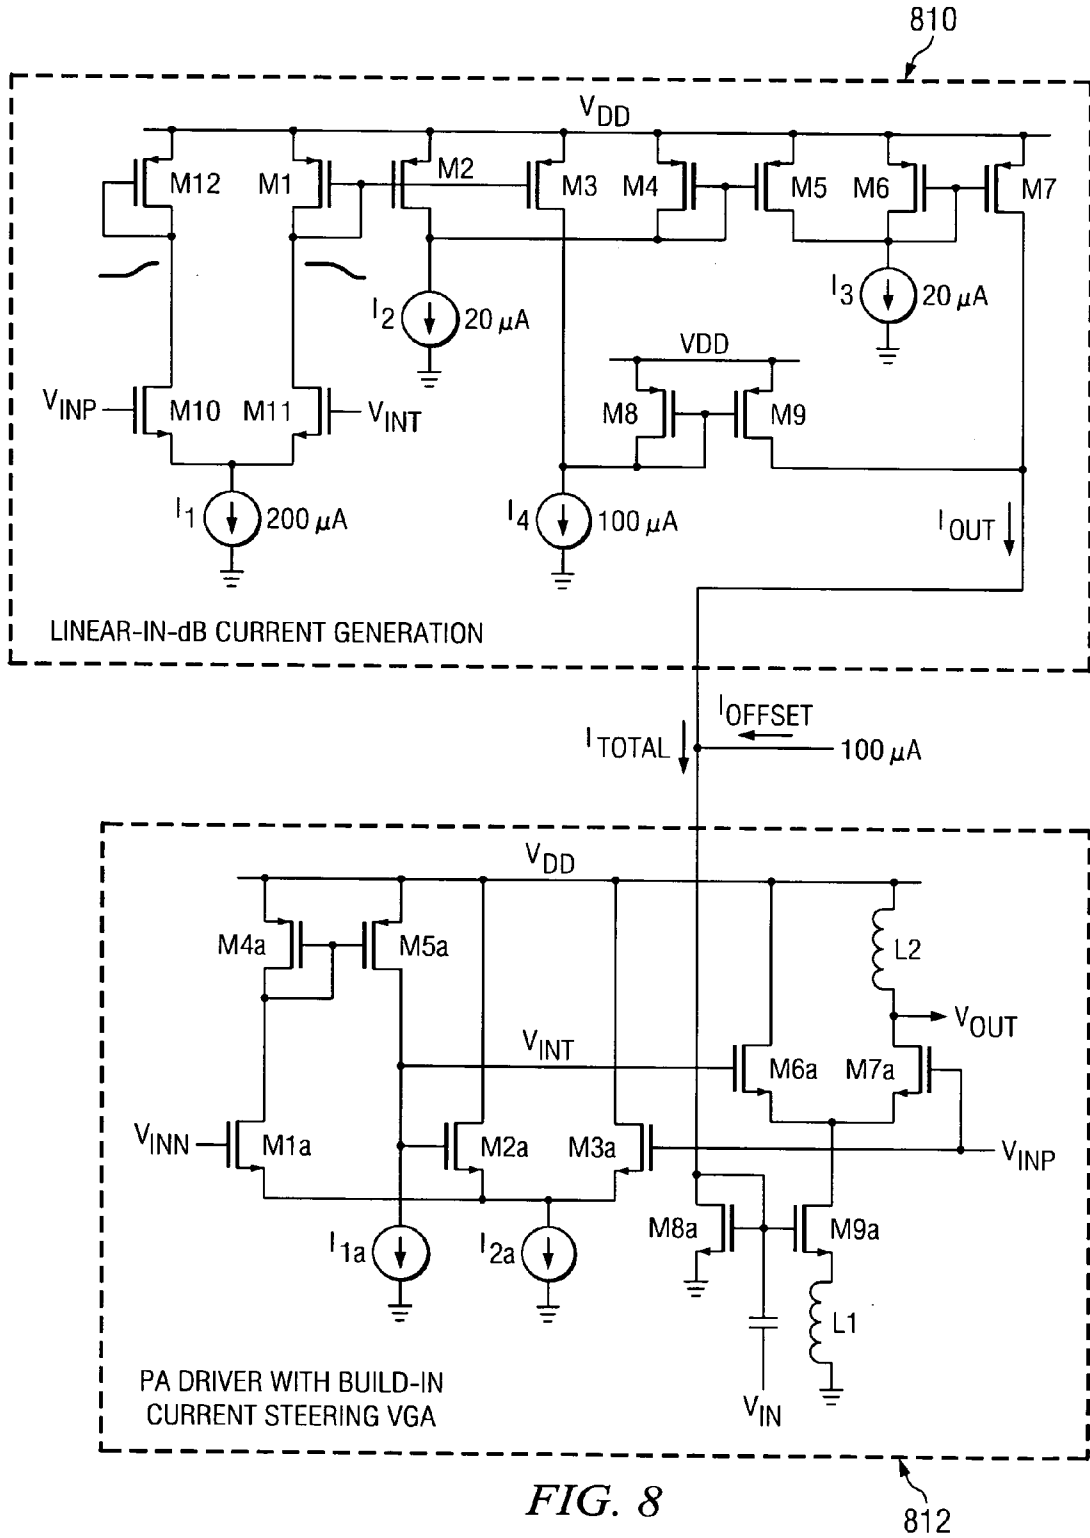 810
VDD
M12
M1
M2
M3
M4
M5
M6
M7
I2
20 μA
I3
20 μA
VDD
VINP
M10
M11
VINT
M8
M9
I1
200 μA
I4
100 μA
IOUT
LINEAR-IN-dB CURRENT GENERATION
ITOTAL
IOFFSET
100 μA
VDD
M4a
M5a
L2
VOUT
VINT
M6a
M7a
VINN
M1a
M2a
M3a
VINP
M8a
M9a
I1a
I2a
L1
PA DRIVER WITH BUILD-IN
CURRENT STEERING VGA
VIN
FIG. 8
812